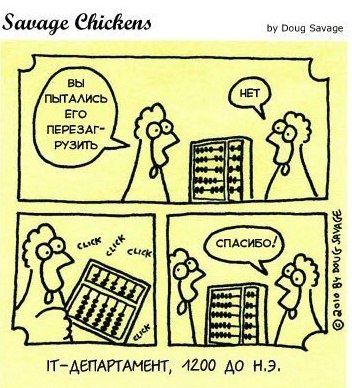 Savage Chickens
by Doug Savage
ВЫ
ПЫТАЛИСЬ
ЕГО
ПЕРЕЗАГ-
РУЗИТЬ
НЕТ
CLICK
CLICK
CLICK
CLICK
СПАСИБО!
© 2010 BY DOUG SAVAGE
IT-ДЕПАРТАМЕНТ, 1200 ДО Н.Э.